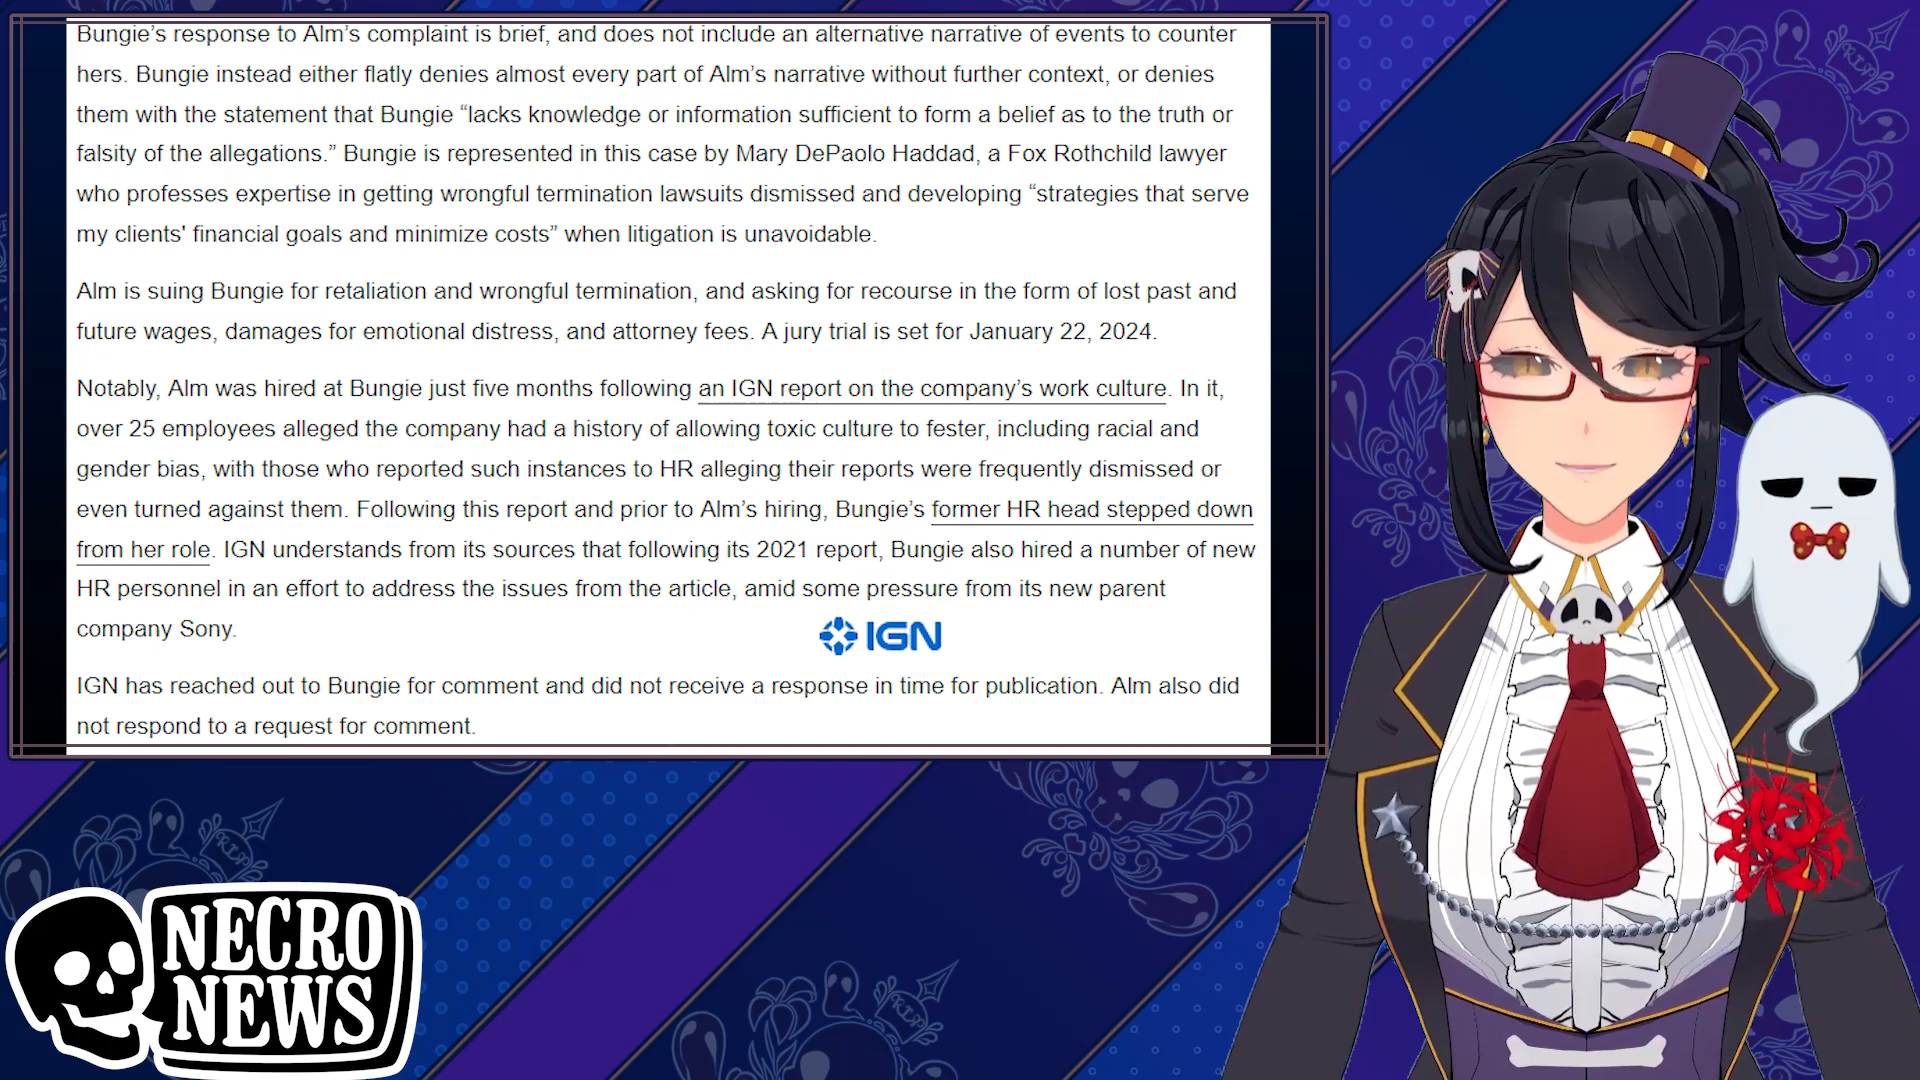 Bungie’s response to Alm’s complaint is brief, and does not include an alternative narrative of events to counter
hers. Bungie instead either flatly denies almost every part of Alm’s narrative without further context, or denies
them with the statement that Bungie “lacks knowledge or information sufficient to form a belief as to the truth or
falsity of the allegations.” Bungie is represented in this case by Mary DePaolo Haddad, a Fox Rothchild lawyer
who professes expertise in getting wrongful termination lawsuits dismissed and developing “strategies that serve
my clients' financial goals and minimize costs” when litigation is unavoidable.
Alm is suing Bungie for retaliation and wrongful termination, and asking for recourse in the form of lost past and
future wages, damages for emotional distress, and attorney fees. A jury trial is set for January 22, 2024.
Notably, Alm was hired at Bungie just five months following an IGN report on the company’s work culture. In it,
over 25 employees alleged the company had a history of allowing toxic culture to fester, including racial and
gender bias, with those who reported such instances to HR alleging their reports were frequently dismissed or
even turned against them. Following this report and prior to Alm’s hiring, Bungie’s former HR head stepped down
from her role. IGN understands from its sources that following its 2021 report, Bungie also hired a number of new
HR personnel in an effort to address the issues from the article, amid some pressure from its new parent
company Sony.
IGN
IGN has reached out to Bungie for comment and did not receive a response in time for publication. Alm also did
not respond to a request for comment.
NECRO
NEWS